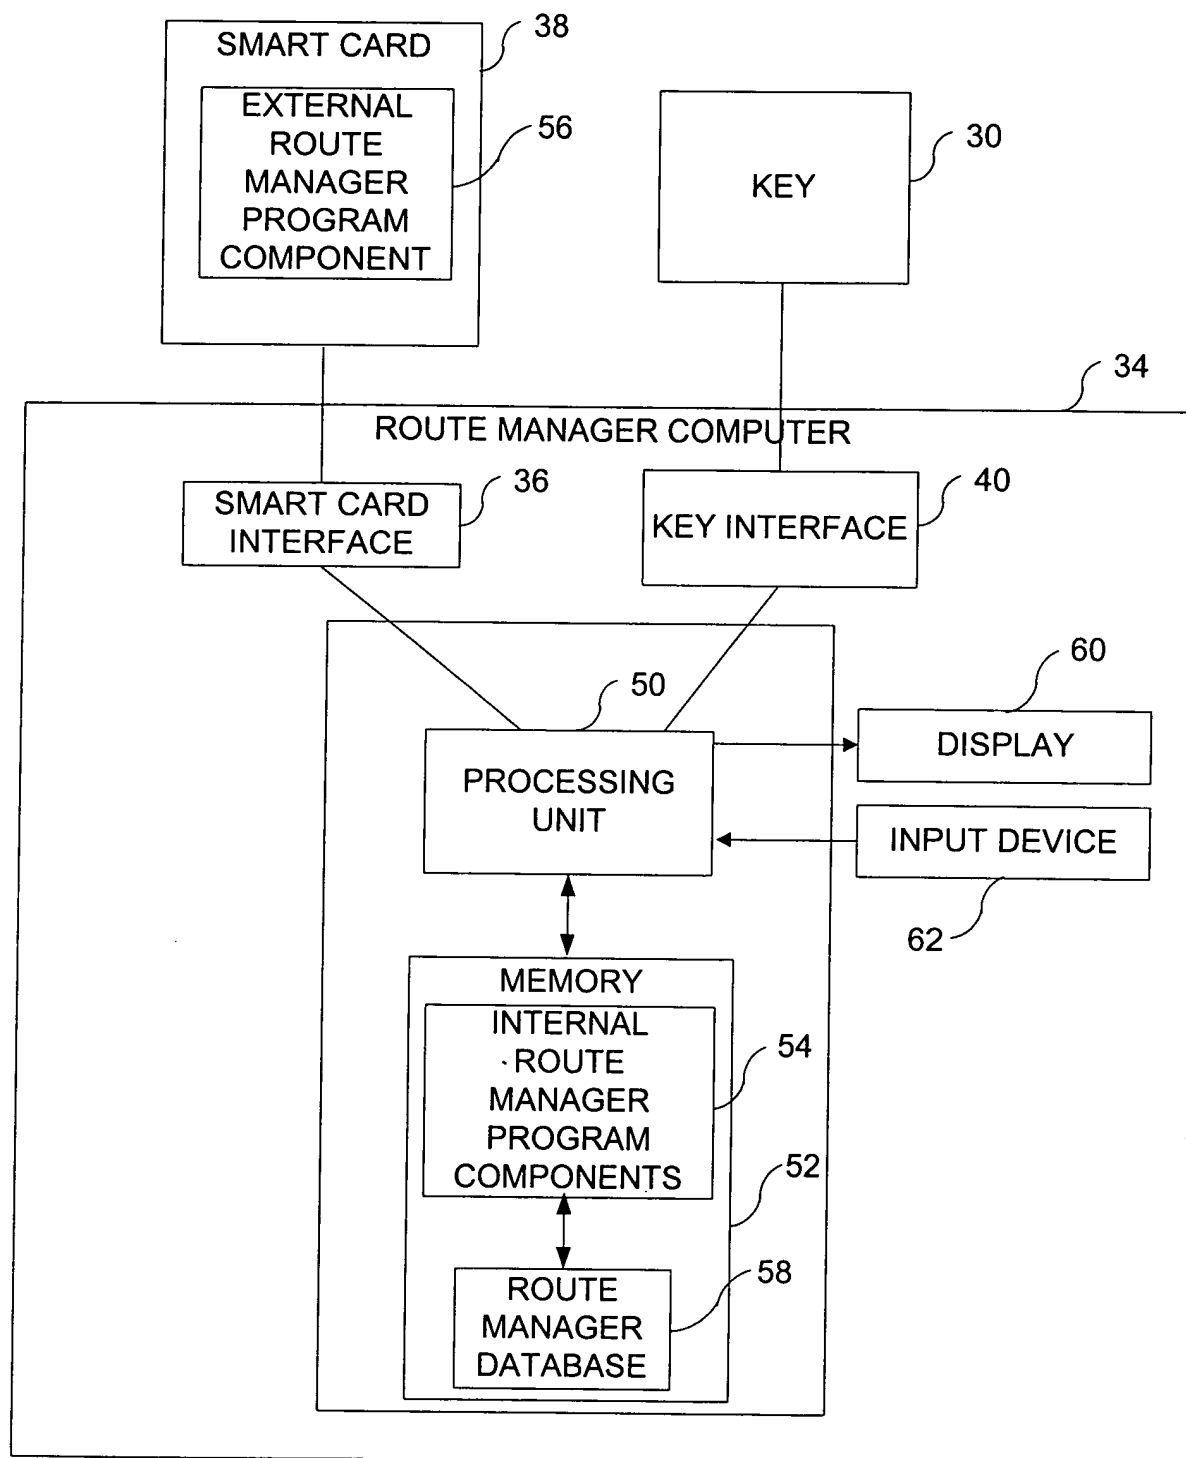 SMART CARD
38
EXTERNAL
ROUTE
MANAGER
PROGRAM
COMPONENT
56
KEY
30
34
ROUTE MANAGER COMPUTER
SMART CARD
INTERFACE
36
KEY INTERFACE
40
50
PROCESSING
UNIT
60
DISPLAY
INPUT DEVICE
62
MEMORY
INTERNAL
ROUTE
MANAGER
PROGRAM
COMPONENTS
54
52
ROUTE
MANAGER
DATABASE
58